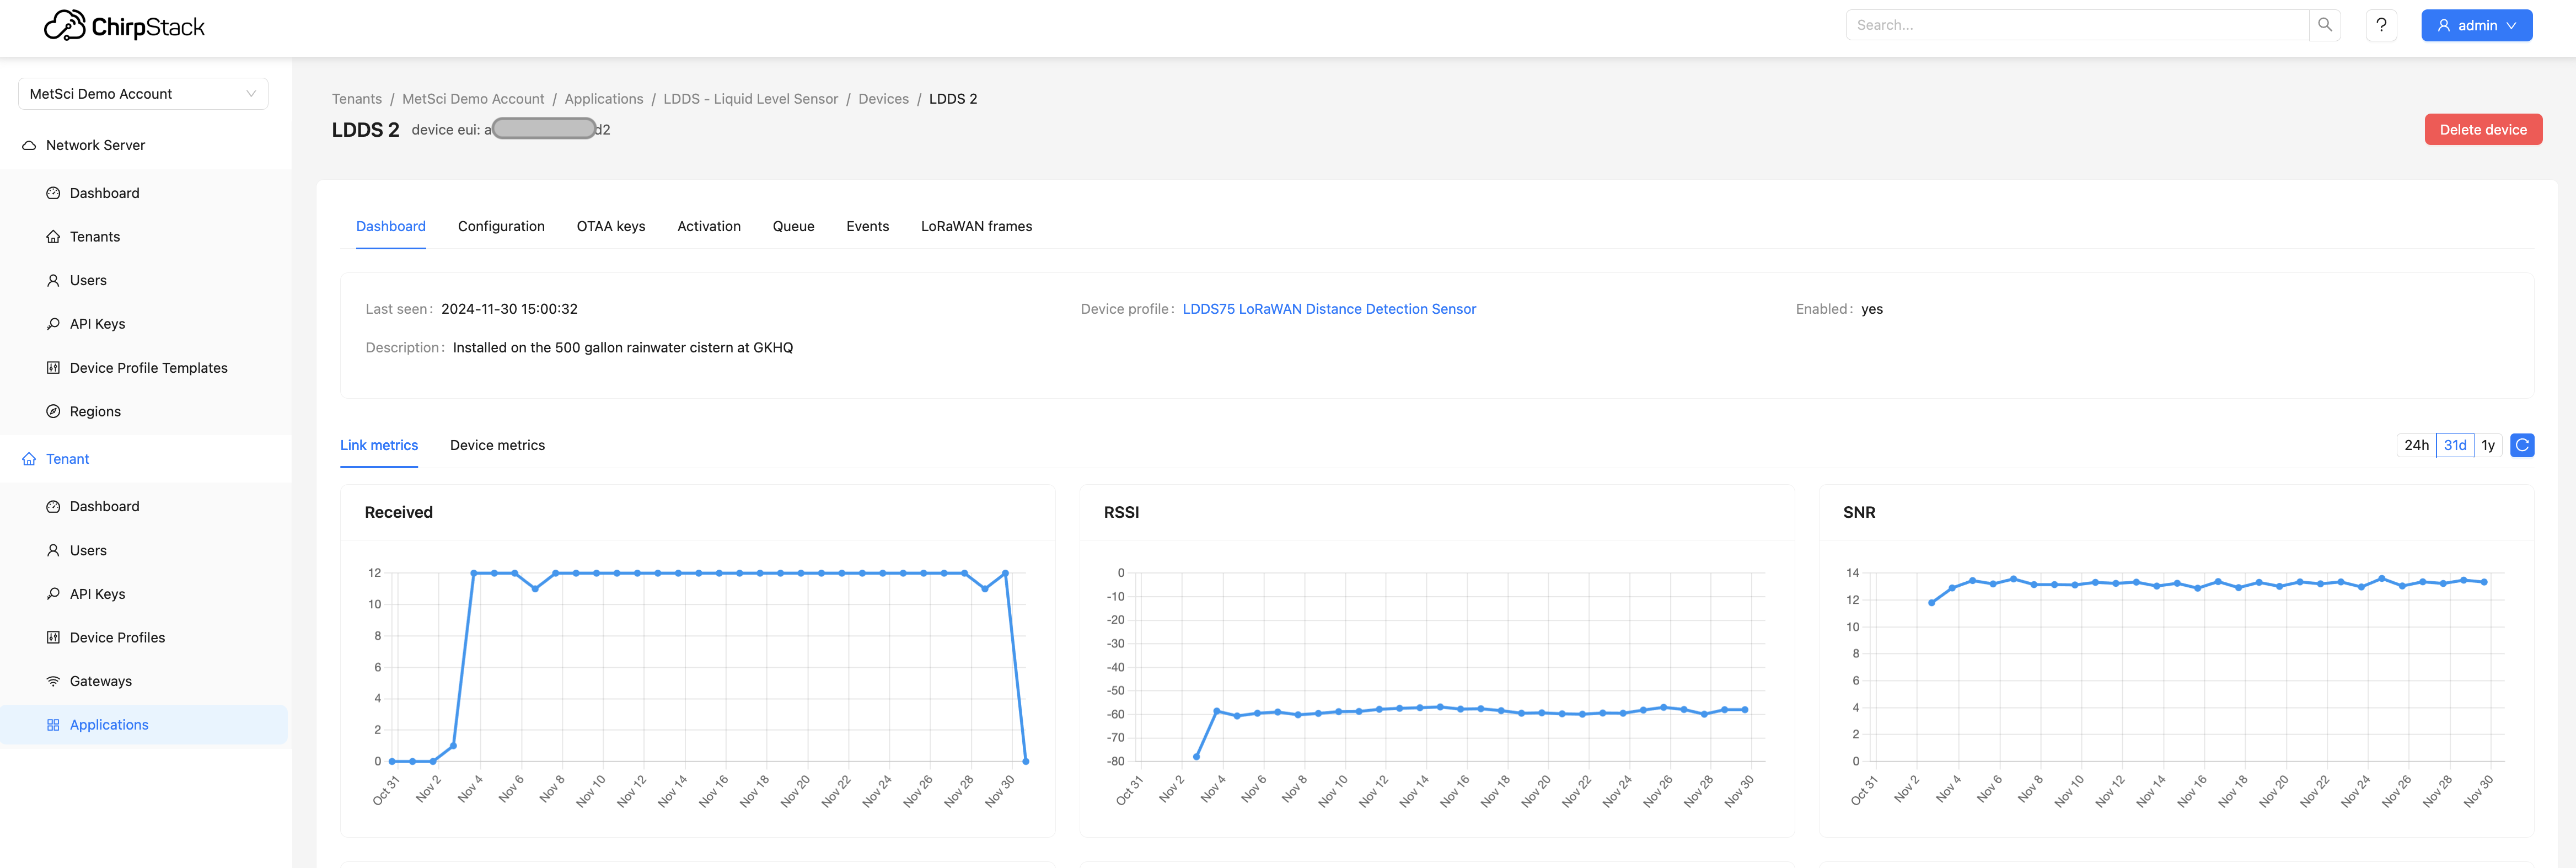 ChirpStack
Search...
?
admin
MetSci Demo Account
Network Server
Dashboard
Tenants
Users
API Keys
Device Profile Templates
Regions
Tenant
Dashboard
Users
API Keys
Device Profiles
Gateways
Applications
Tenants / MetSci Demo Account / Applications / LDDS - Liquid Level Sensor / Devices / LDDS 2
LDDS 2 device eui: a d2
Delete device
Dashboard Configuration OTAA keys Activation Queue Events LoRaWAN frames
Last seen: 2024-11-30 15:00:32 Device profile: LDDS75 LoRaWAN Distance Detection Sensor Enabled: yes
Description: Installed on the 500 gallon rainwater cistern at GKHQ
Link metrics Device metrics
24h 31d 1y
Received
12
10
8
6
4
2
0
Oct 31 Nov 2 Nov 4 Nov 6 Nov 8 Nov 10 Nov 12 Nov 14 Nov 16 Nov 18 Nov 20 Nov 22 Nov 24 Nov 26 Nov 28 Nov 30
RSSI
0
-10
-20
-30
-40
-50
-60
-70
-80
Oct 31 Nov 2 Nov 4 Nov 6 Nov 8 Nov 10 Nov 12 Nov 14 Nov 16 Nov 18 Nov 20 Nov 22 Nov 24 Nov 26 Nov 28 Nov 30
SNR
14
12
10
8
6
4
2
0
Oct 31 Nov 2 Nov 4 Nov 6 Nov 8 Nov 10 Nov 12 Nov 14 Nov 16 Nov 18 Nov 20 Nov 22 Nov 24 Nov 26 Nov 28 Nov 30